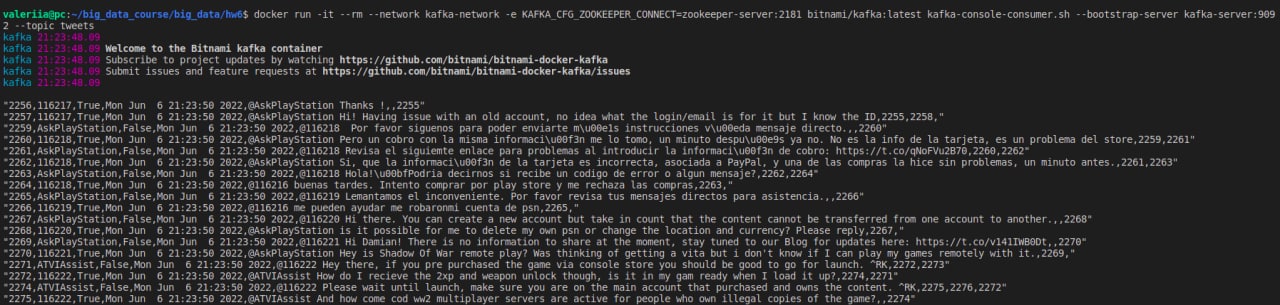 valeriia@pc:~/big_data_course/big_data/hw6$ docker run -it --rm --network kafka-network -e KAFKA_CFG_ZOOKEEPER_CONNECT=zookeeper-server:2181 bitnami/kafka:latest kafka-console-consumer.sh --bootstrap-server kafka-server:909
2 --topic tweets
kafka 21:23:48.09
kafka 21:23:48.09 Welcome to the Bitnami kafka container
kafka 21:23:48.09 Subscribe to project updates by watching https://github.com/bitnami/bitnami-docker-kafka
kafka 21:23:48.09 Submit issues and feature requests at https://github.com/bitnami/bitnami-docker-kafka/issues
kafka 21:23:48.09
"2256,116217,True,Mon Jun  6 21:23:50 2022,@AskPlayStation Thanks !,,2255"
"2257,116217,True,Mon Jun  6 21:23:50 2022,@AskPlayStation Hi! Having issue with an old account, no idea what the login/email is for it but I know the ID,2255,2258,"
"2259,AskPlayStation,False,Mon Jun  6 21:23:50 2022,@116218  Por favor siguenos para poder enviarte m\u00e1s instrucciones v\u00eda mensaje directo.,,2260"
"2260,116218,True,Mon Jun  6 21:23:50 2022,@AskPlayStation Pero un cobro con la misma informaci\u00f3n me lo tomo, un minuto despu\u00e9s ya no. No es la info de la tarjeta, es un problema del store,2259,2261"
"2261,AskPlayStation,False,Mon Jun  6 21:23:50 2022,@116218 Revisa el siguiente enlace para problemas al introducir la informaci\u00f3n de cobro: https://t.co/qNoFVu2B70,2260,2262"
"2262,116218,True,Mon Jun  6 21:23:50 2022,@AskPlayStation Si, que la informaci\u00f3n de la tarjeta es incorrecta, asociada a PayPal, y una de las compras la hice sin problemas, un minuto antes.,2261,2263"
"2263,AskPlayStation,False,Mon Jun  6 21:23:50 2022,@116218 Hola!\u00bfPodria decirnos si recibe un codigo de error o algun mensaje?,2262,2264"
"2264,116218,True,Mon Jun  6 21:23:50 2022,@116216 buenas tardes. Intento comprar por play store y me rechaza las compras,2263,"
"2265,AskPlayStation,False,Mon Jun  6 21:23:50 2022,@116219 Lemantamos el inconveniente. Por favor revisa tus mensajes directos para asistencia.,,2266"
"2266,116219,True,Mon Jun  6 21:23:50 2022,@116216 me pueden ayudar me robaronmi cuenta de psn,2265,"
"2267,AskPlayStation,False,Mon Jun  6 21:23:50 2022,@116220 Hi there. You can create a new account but take in count that the content cannot be transferred from one account to another.,,2268"
"2268,116220,True,Mon Jun  6 21:23:50 2022,@AskPlayStation is it possible for me to delete my own psn or change the location and currency? Please reply,2267,"
"2269,AskPlayStation,False,Mon Jun  6 21:23:50 2022,@116221 Hi Damian! There is no information to share at the moment, stay tuned to our Blog for updates here: https://t.co/v141IWB0Dt,,2270"
"2270,116221,True,Mon Jun  6 21:23:50 2022,@AskPlayStation Hey is Shadow Of War remote play? Was thinking of getting a vita but i don't know if I can play my games remotely with it.,2269,"
"2271,ATVIAssist,False,Mon Jun  6 21:23:50 2022,@116222 Hey there, if you pre purchased the game via console store you should be good to go for launch. ^RK,2272,2273"
"2272,116222,True,Mon Jun  6 21:23:50 2022,@ATVIAssist How do I recieve the 2xp and weapon unlock though, is it in my gam ready when I load it up?,2274,2271"
"2274,ATVIAssist,False,Mon Jun  6 21:23:50 2022,@116222 Please wait until launch, make sure you are on the main account that purchased and owns the content. ^RK,2275,2276,2272"
"2275,116222,True,Mon Jun  6 21:23:50 2022,@ATVIAssist And how come cod ww2 multiplayer servers are active for people who own illegal copies of the game?,,2274"